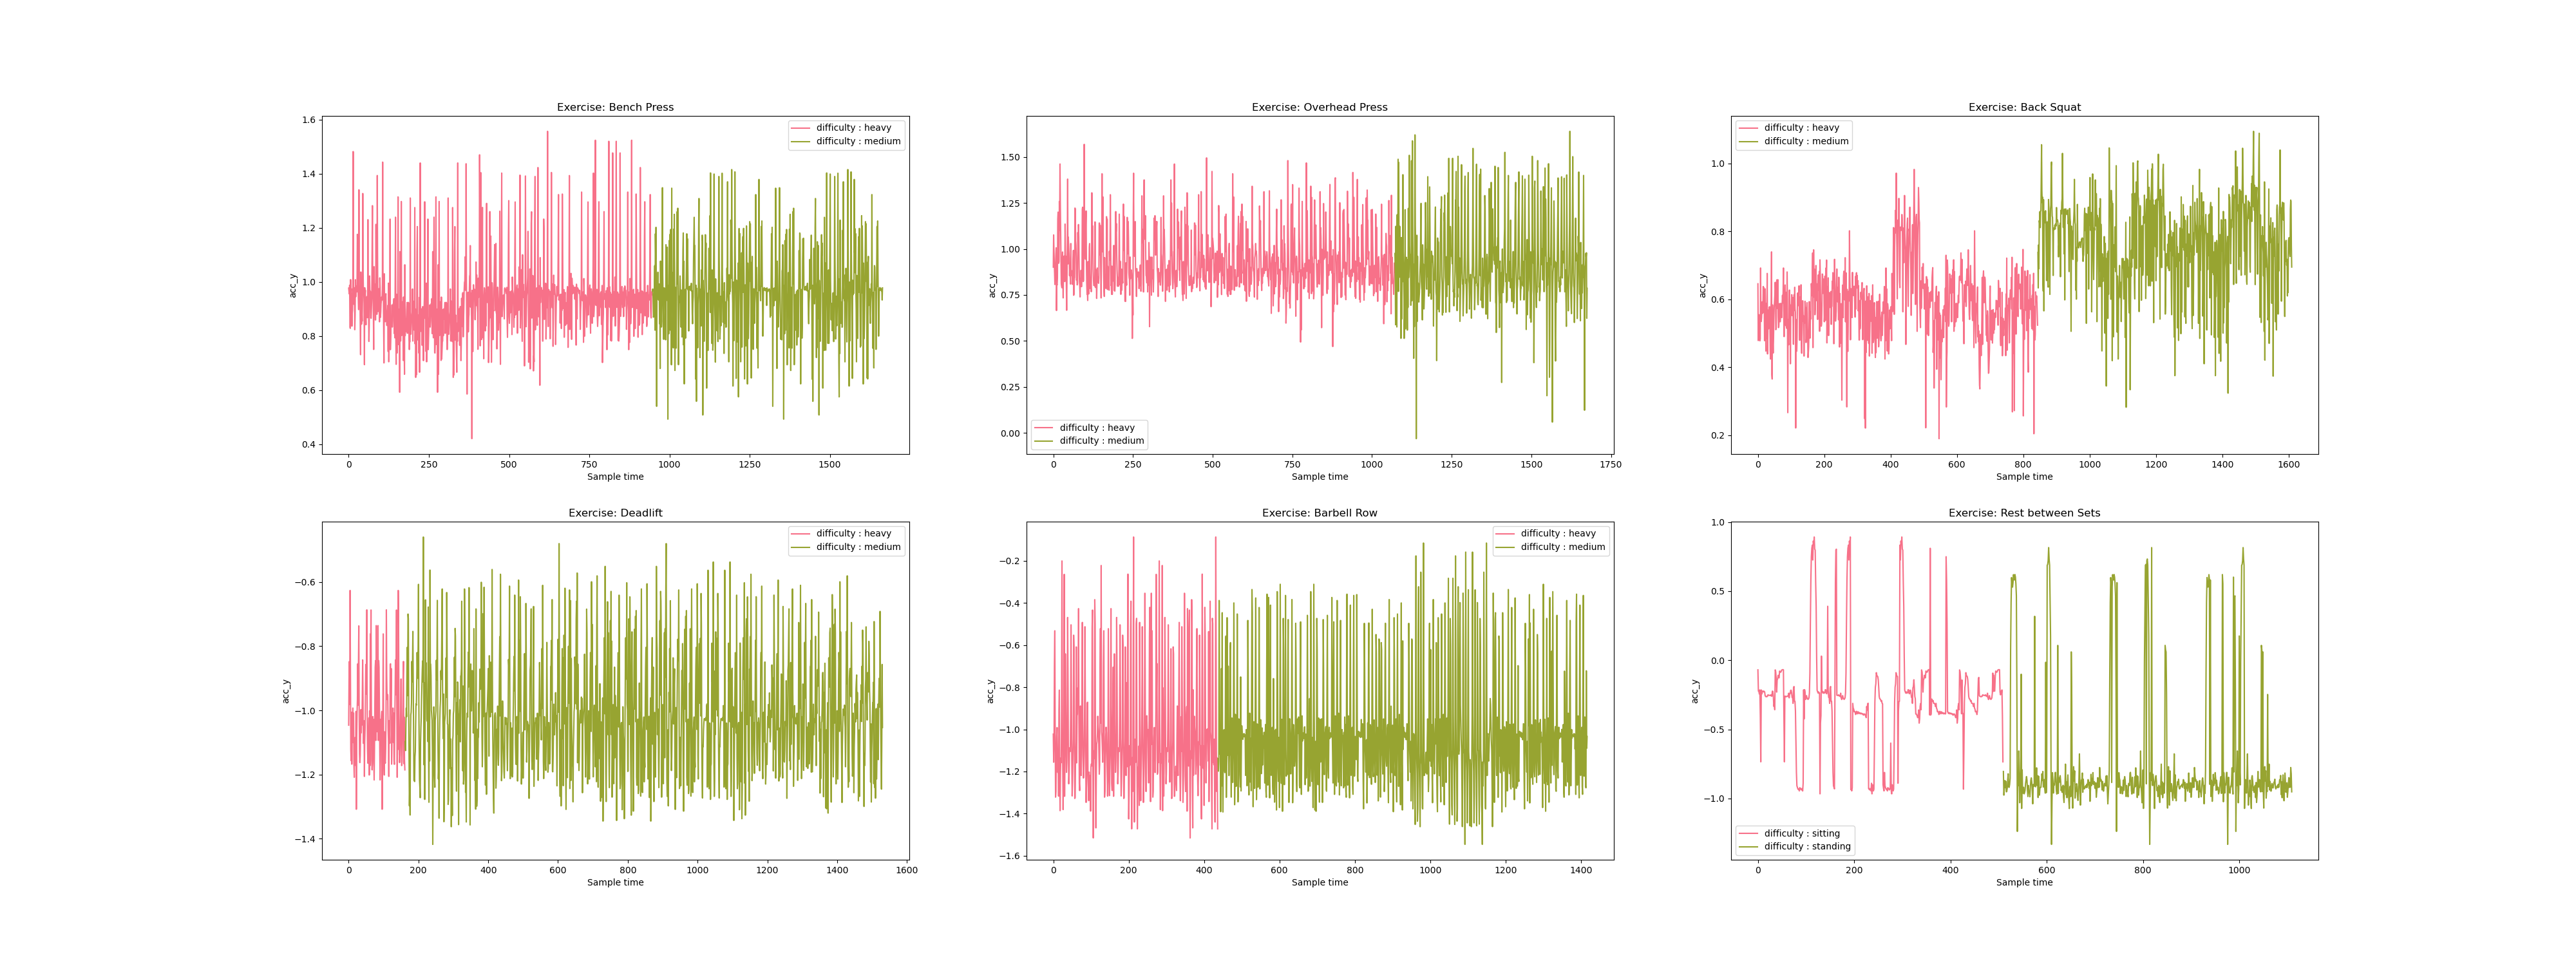 Exercise: Bench Press
1.6
1.4
1.2
1.0
0.8
0.6
0.4
acc_y
difficulty : heavy
difficulty : medium
0 250 500 750 1000 1250 1500
Sample time
Exercise: Overhead Press
1.50
1.25
1.00
0.75
0.50
0.25
0.00
acc_y
difficulty : heavy
difficulty : medium
0 250 500 750 1000 1250 1500 1750
Sample time
Exercise: Back Squat
difficulty : heavy
difficulty : medium
1.0
0.8
0.6
0.4
0.2
acc_y
0 200 400 600 800 1000 1200 1400 1600
Sample time
Exercise: Deadlift
difficulty : heavy
difficulty : medium
−0.6
−0.8
−1.0
−1.2
−1.4
acc_y
0 200 400 600 800 1000 1200 1400 1600
Sample time
Exercise: Barbell Row
difficulty : heavy
difficulty : medium
−0.2
−0.4
−0.6
−0.8
−1.0
−1.2
−1.4
−1.6
acc_y
0 200 400 600 800 1000 1200 1400
Sample time
Exercise: Rest between Sets
1.0
0.5
0.0
−0.5
−1.0
acc_y
difficulty : sitting
difficulty : standing
0 200 400 600 800 1000
Sample time